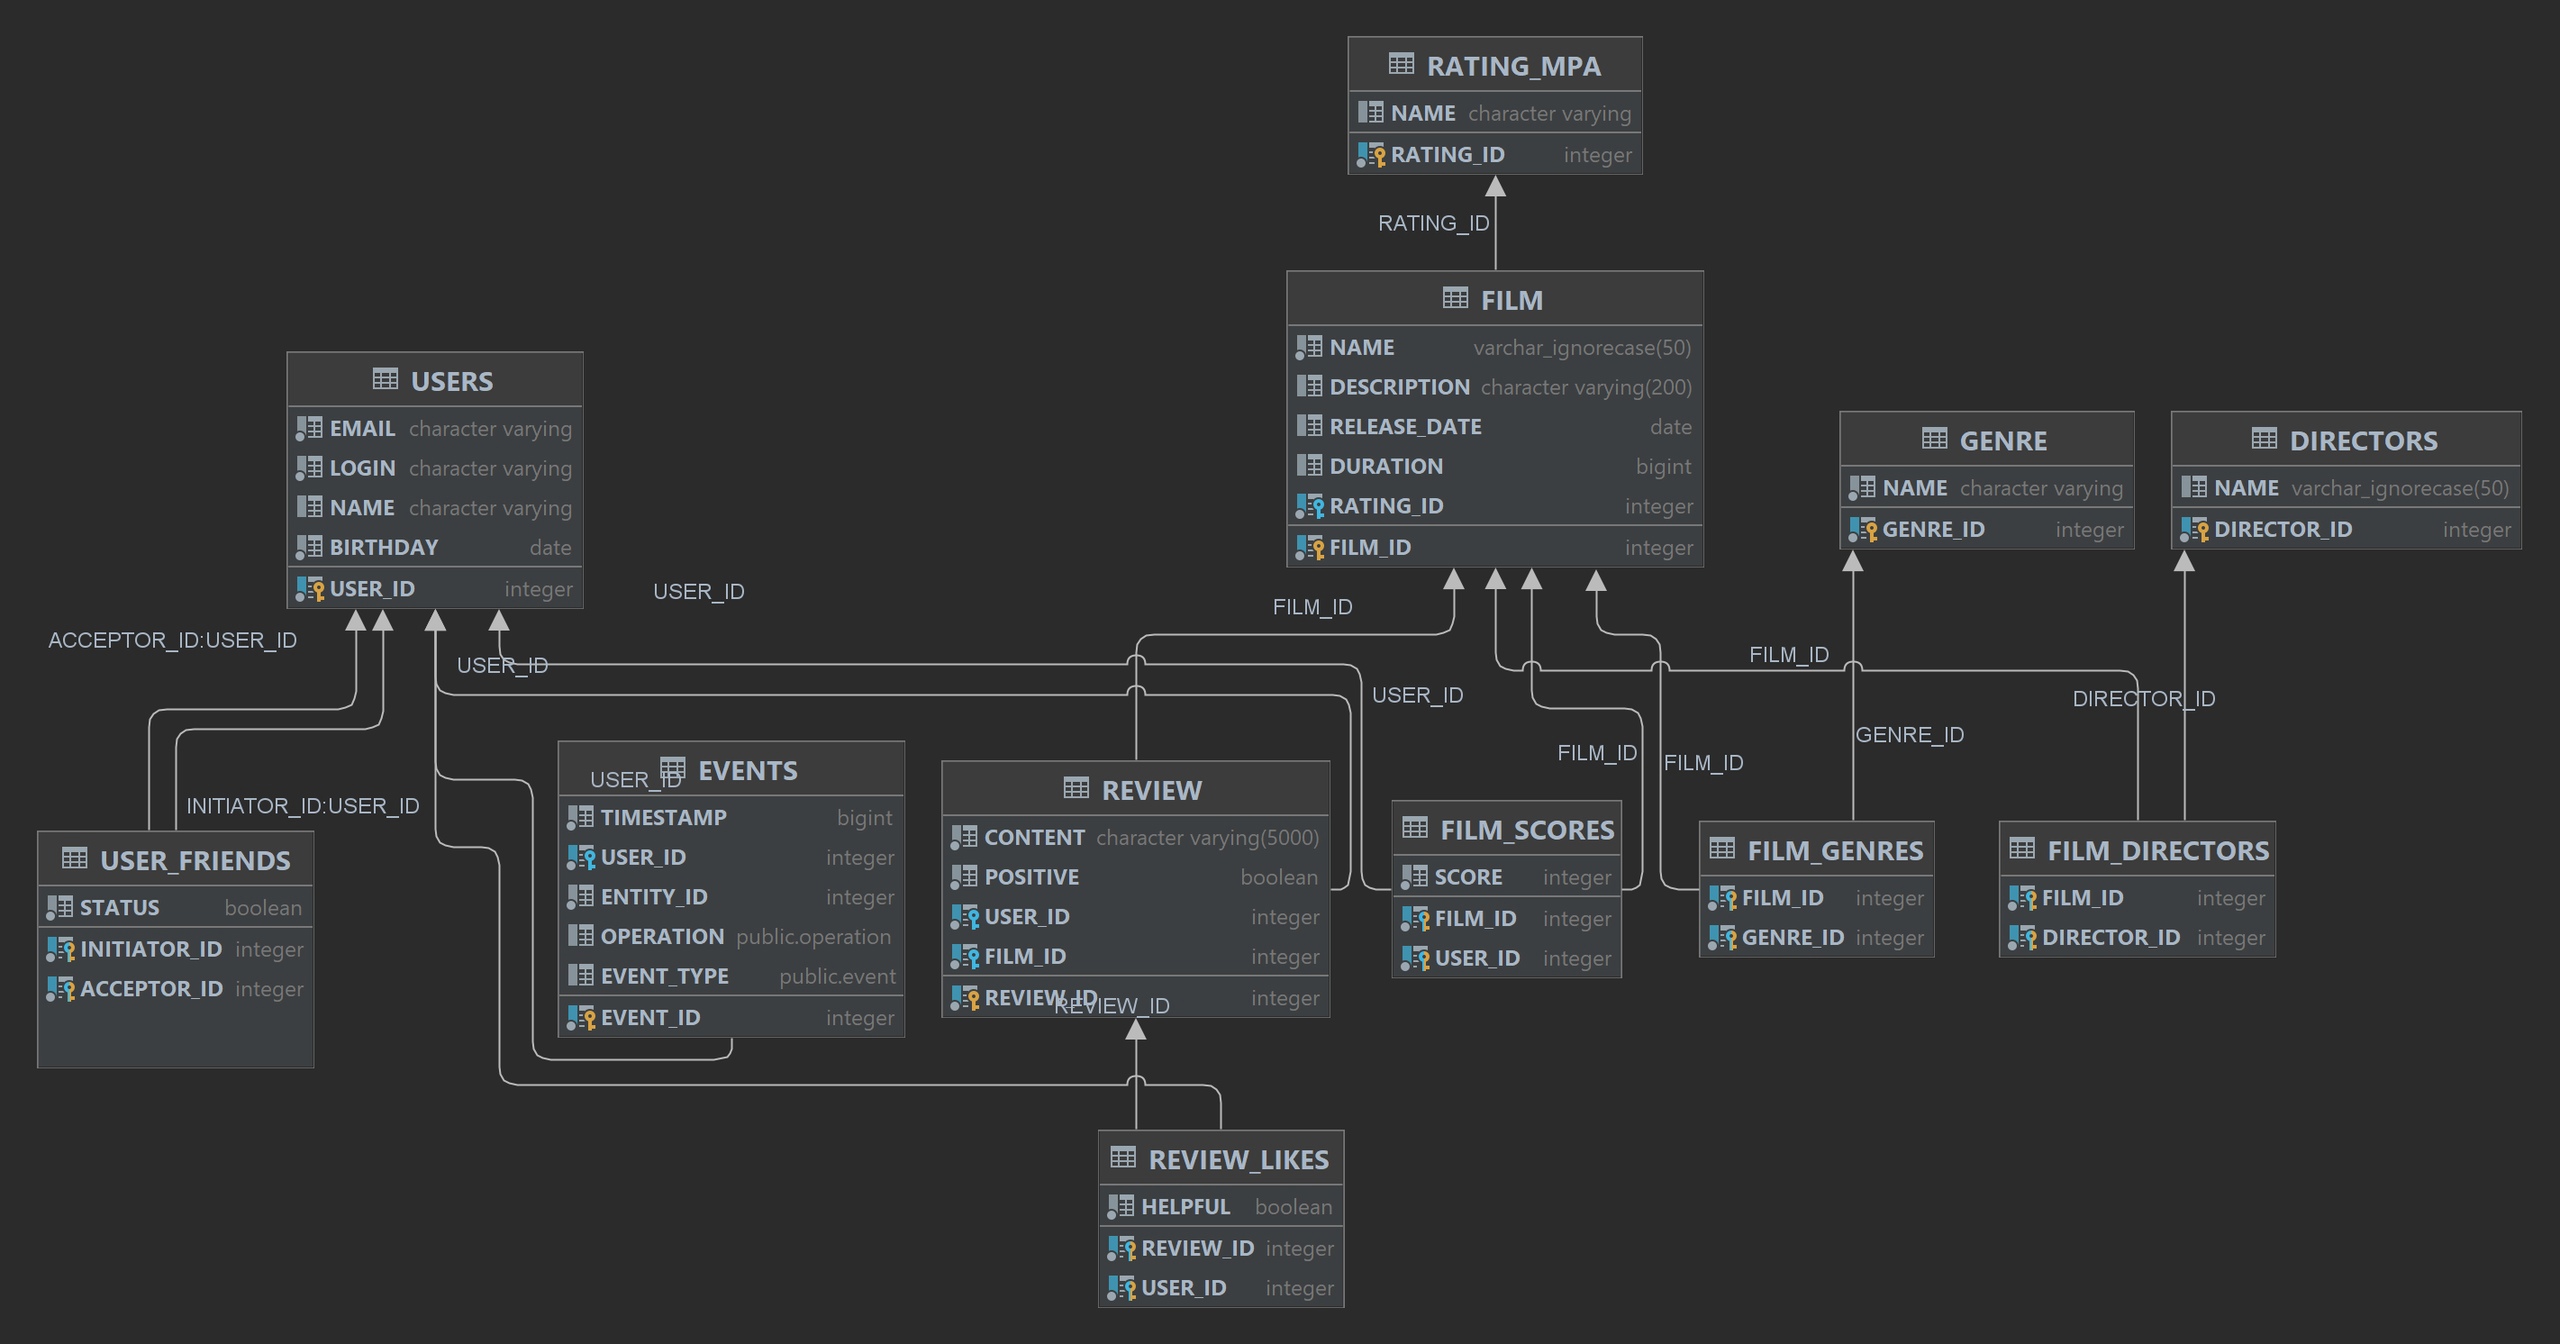 RATING_MPA
NAME character varying
RATING_ID integer
RATING_ID
FILM
NAME varchar_ignorecase(50)
DESCRIPTION character varying(200)
RELEASE_DATE date
DURATION bigint
RATING_ID integer
FILM_ID integer
USERS
EMAIL character varying
LOGIN character varying
NAME character varying
BIRTHDAY date
USER_ID integer
GENRE
NAME character varying
GENRE_ID integer
DIRECTORS
NAME varchar_ignorecase(50)
DIRECTOR_ID integer
USER_ID
FILM_ID
ACCEPTOR_ID:USER_ID
USER_ID
FILM_ID
USER_ID
DIRECTOR_ID
GENRE_ID
FILM_ID
FILM_ID
INITIATOR_ID:USER_ID
USER_ID
USER_FRIENDS
STATUS boolean
INITIATOR_ID integer
ACCEPTOR_ID integer
EVENTS
TIMESTAMP bigint
USER_ID integer
ENTITY_ID integer
OPERATION public.operation
EVENT_TYPE public.event
EVENT_ID integer
REVIEW
CONTENT character varying(5000)
POSITIVE boolean
USER_ID integer
FILM_ID integer
REVIEW_ID integer
REVIEW_ID
FILM_SCORES
SCORE integer
FILM_ID integer
USER_ID integer
FILM_GENRES
FILM_ID integer
GENRE_ID integer
FILM_DIRECTORS
FILM_ID integer
DIRECTOR_ID integer
REVIEW_LIKES
HELPFUL boolean
REVIEW_ID integer
USER_ID integer